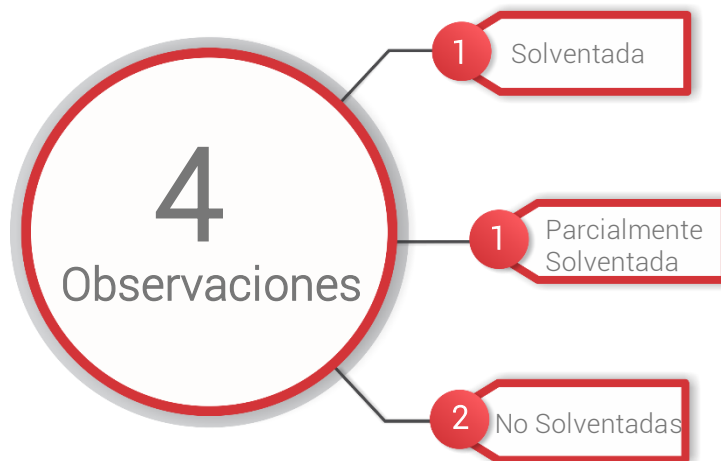 4
Observaciones
1
Solventada
1
Parcialmente
Solventada
2
No Solventadas